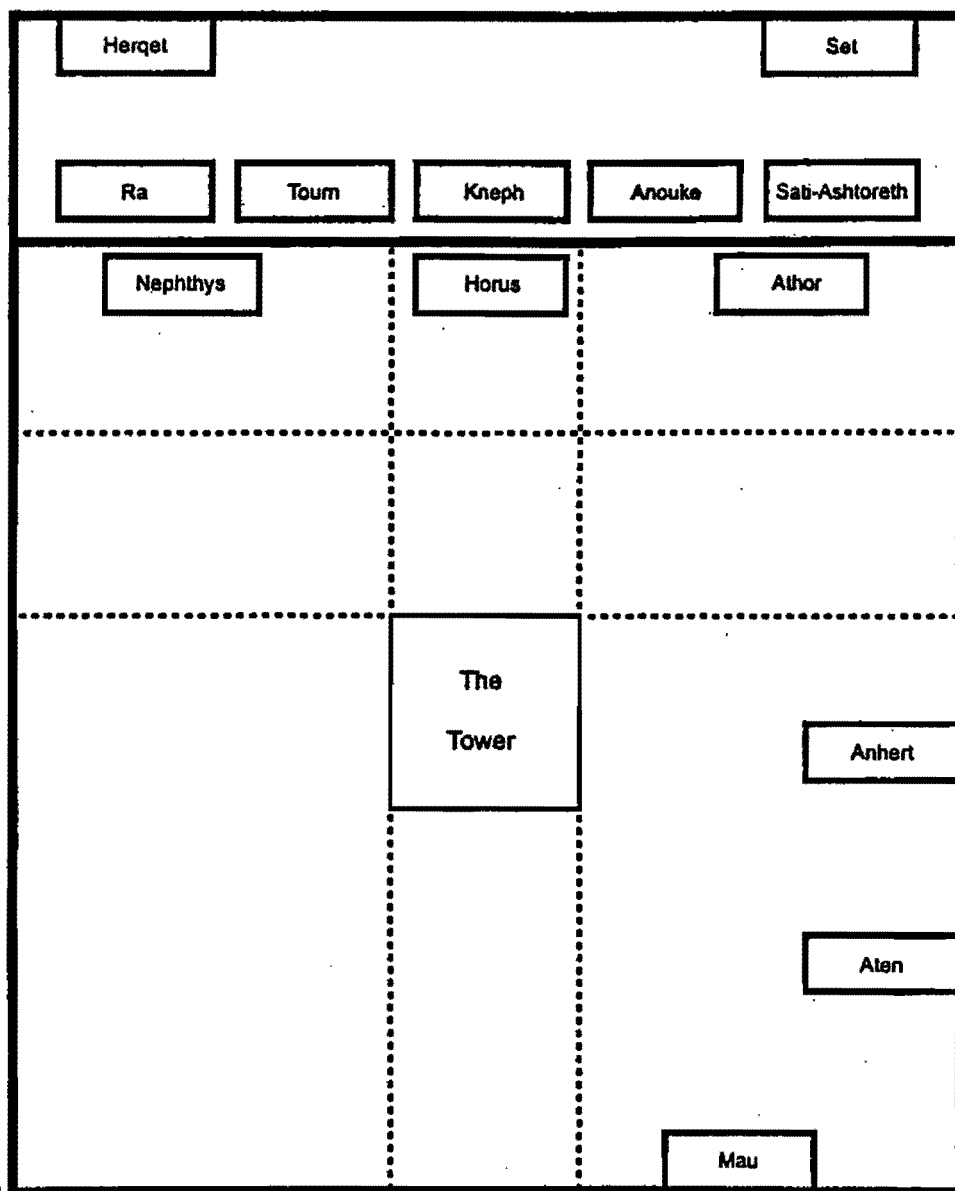 Herqet
Set
Ra
Toum
Kneph
Anouke
Sati-Ashtoreth
Nephthys
Horus
Athor
The
Tower
Anhert
Aten
Mau